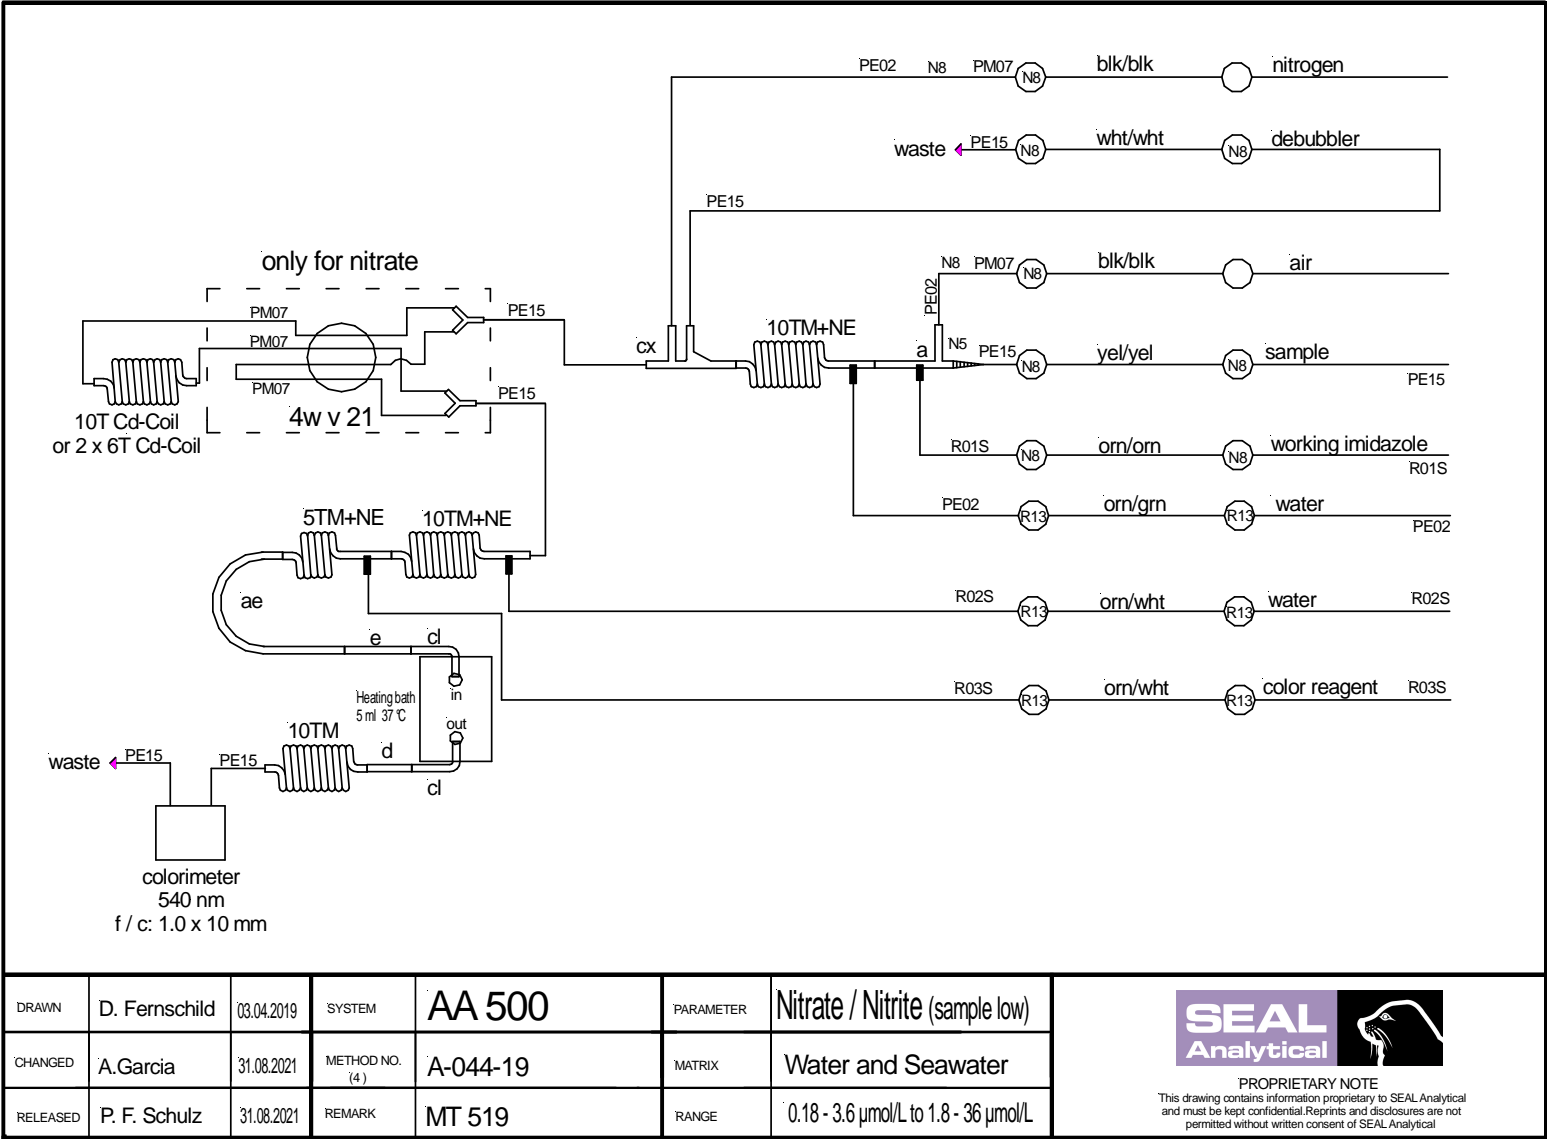 PE02 N8 PM07 N8 blk/blk nitrogen
waste PE15 N8 wht/wht N8 debubbler
PE15
only for nitrate
N8 PM07 N8 blk/blk air
PE02
PM07
PM07
PM07
PE15
PE15
4w v 21
10T Cd-Coil
or 2 x 6T Cd-Coil
cx
10TM+NE
a
N5 PE15 N8 yel/yel N8 sample
PE15
R01S N8 orn/orn N8 working imidazole
R01S
PE02 R13 orn/grn R13 water
PE02
5TM+NE 10TM+NE
ae
R02S R13 orn/wht R13 water R02S
e cl
in
Heating bath
5 ml 37 °C
out
R03S R13 orn/wht R13 color reagent R03S
10TM
d
cl
waste PE15 PE15
colorimeter
540 nm
f / c: 1.0 x 10 mm
DRAWN D. Fernschild 03.04.2019 SYSTEM AA 500 PARAMETER Nitrate / Nitrite (sample low)
CHANGED A.Garcia 31.08.2021 METHOD NO. (4) A-044-19 MATRIX Water and Seawater
RELEASED P. F. Schulz 31.08.2021 REMARK MT 519 RANGE 0.18 - 3.6 µmol/L to 1.8 - 36 µmol/L
SEAL
Analytical
PROPRIETARY NOTE
This drawing contains information proprietary to SEAL Analytical
and must be kept confidential.Reprints and disclosures are not
permitted without written consent of SEAL Analytical